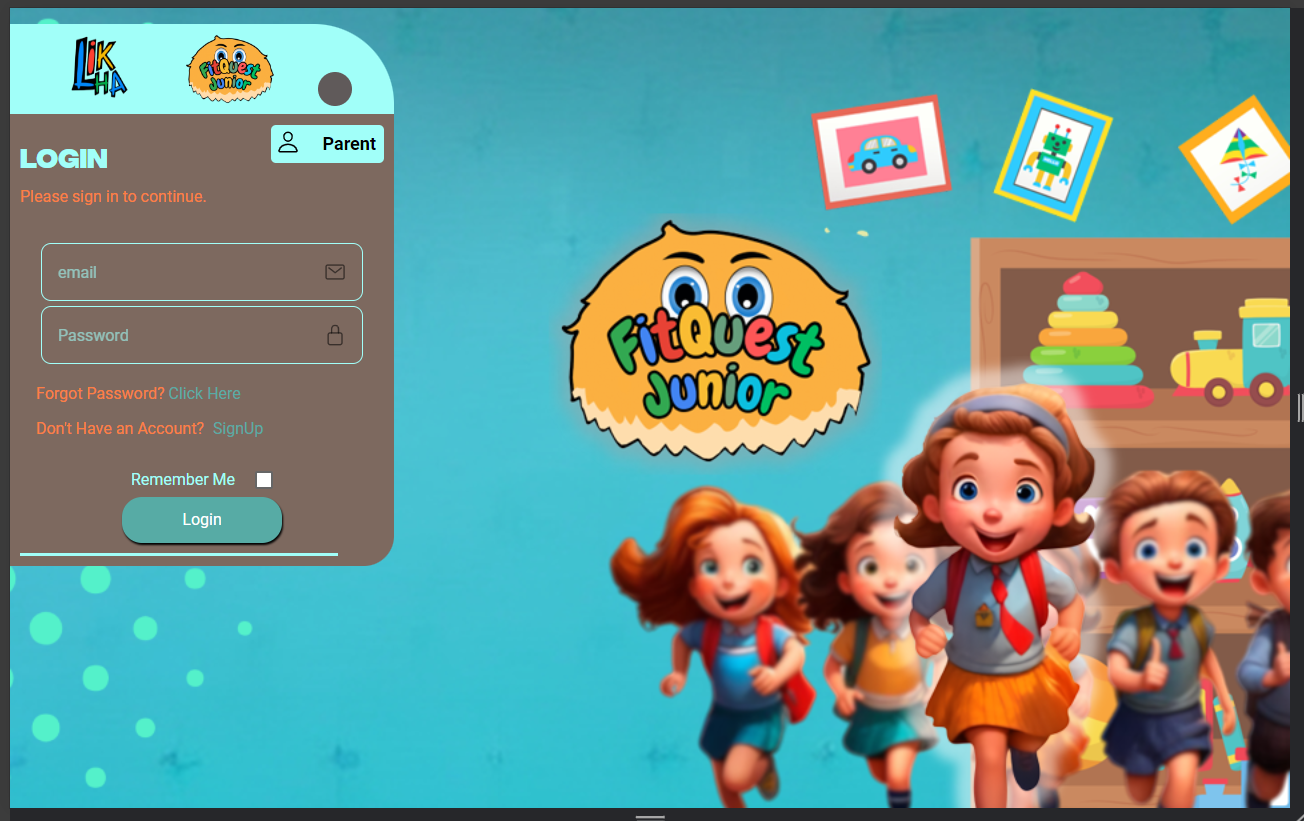 LiKHA
FitQuest
Junior
Parent
LOGIN
Please sign in to continue.
email
Password
Forgot Password? Click Here
Don't Have an Account? SignUp
Remember Me
Login
FitQuest
Junior